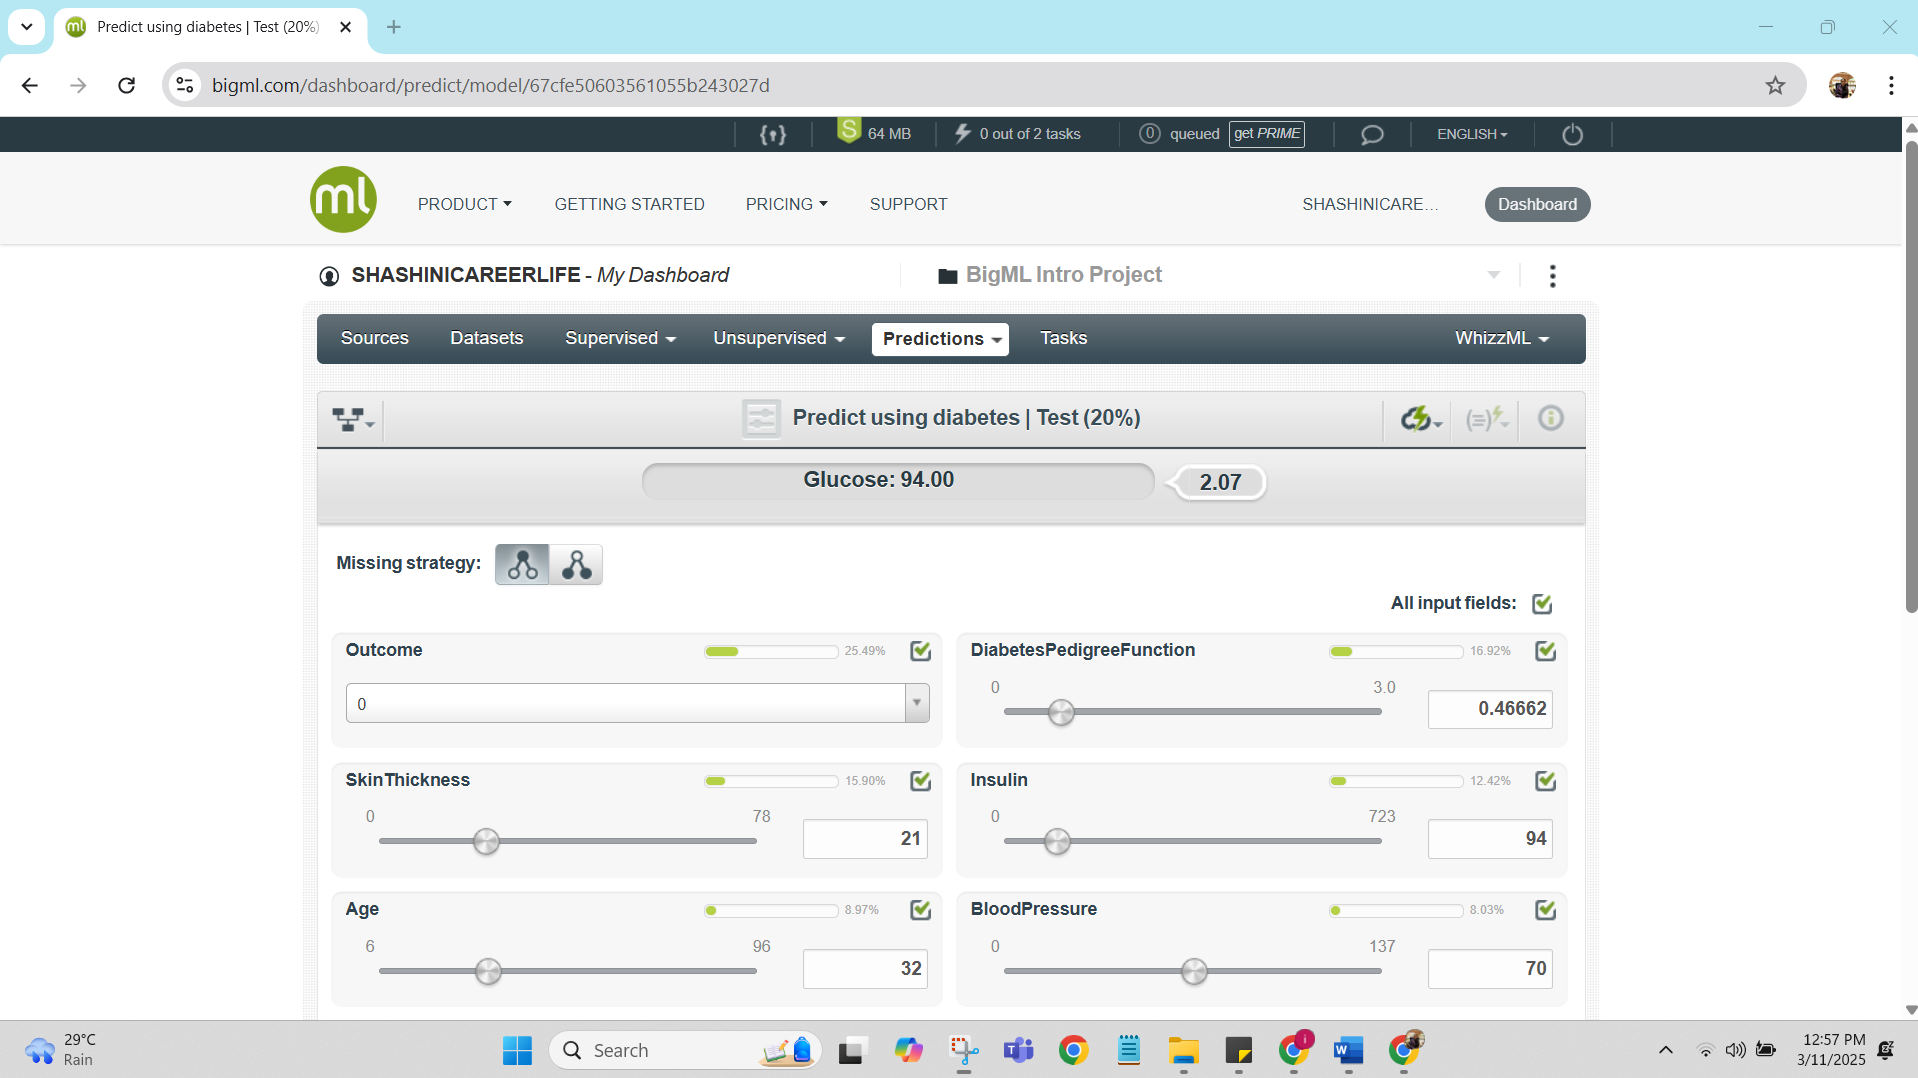 Predict using diabetes | Test (20%)
bigml.com/dashboard/predict/model/67cfe50603561055b243027d
S 64 MB 0 out of 2 tasks 0 queued get PRIME ENGLISH
ml PRODUCT GETTING STARTED PRICING SUPPORT SHASHINICARE... Dashboard
SHASHINICAREERLIFE - My Dashboard BigML Intro Project
Sources Datasets Supervised Unsupervised Predictions Tasks WhizzML
Predict using diabetes | Test (20%)
Glucose: 94.00 2.07
Missing strategy:
All input fields:
Outcome 25.49%
0
DiabetesPedigreeFunction 16.92%
0 3.0
0.46662
SkinThickness 15.90%
0 78
21
Insulin 12.42%
0 723
94
Age 8.97%
6 96
32
BloodPressure 8.03%
0 137
70
29°C
Rain
Search
12:57 PM
3/11/2025